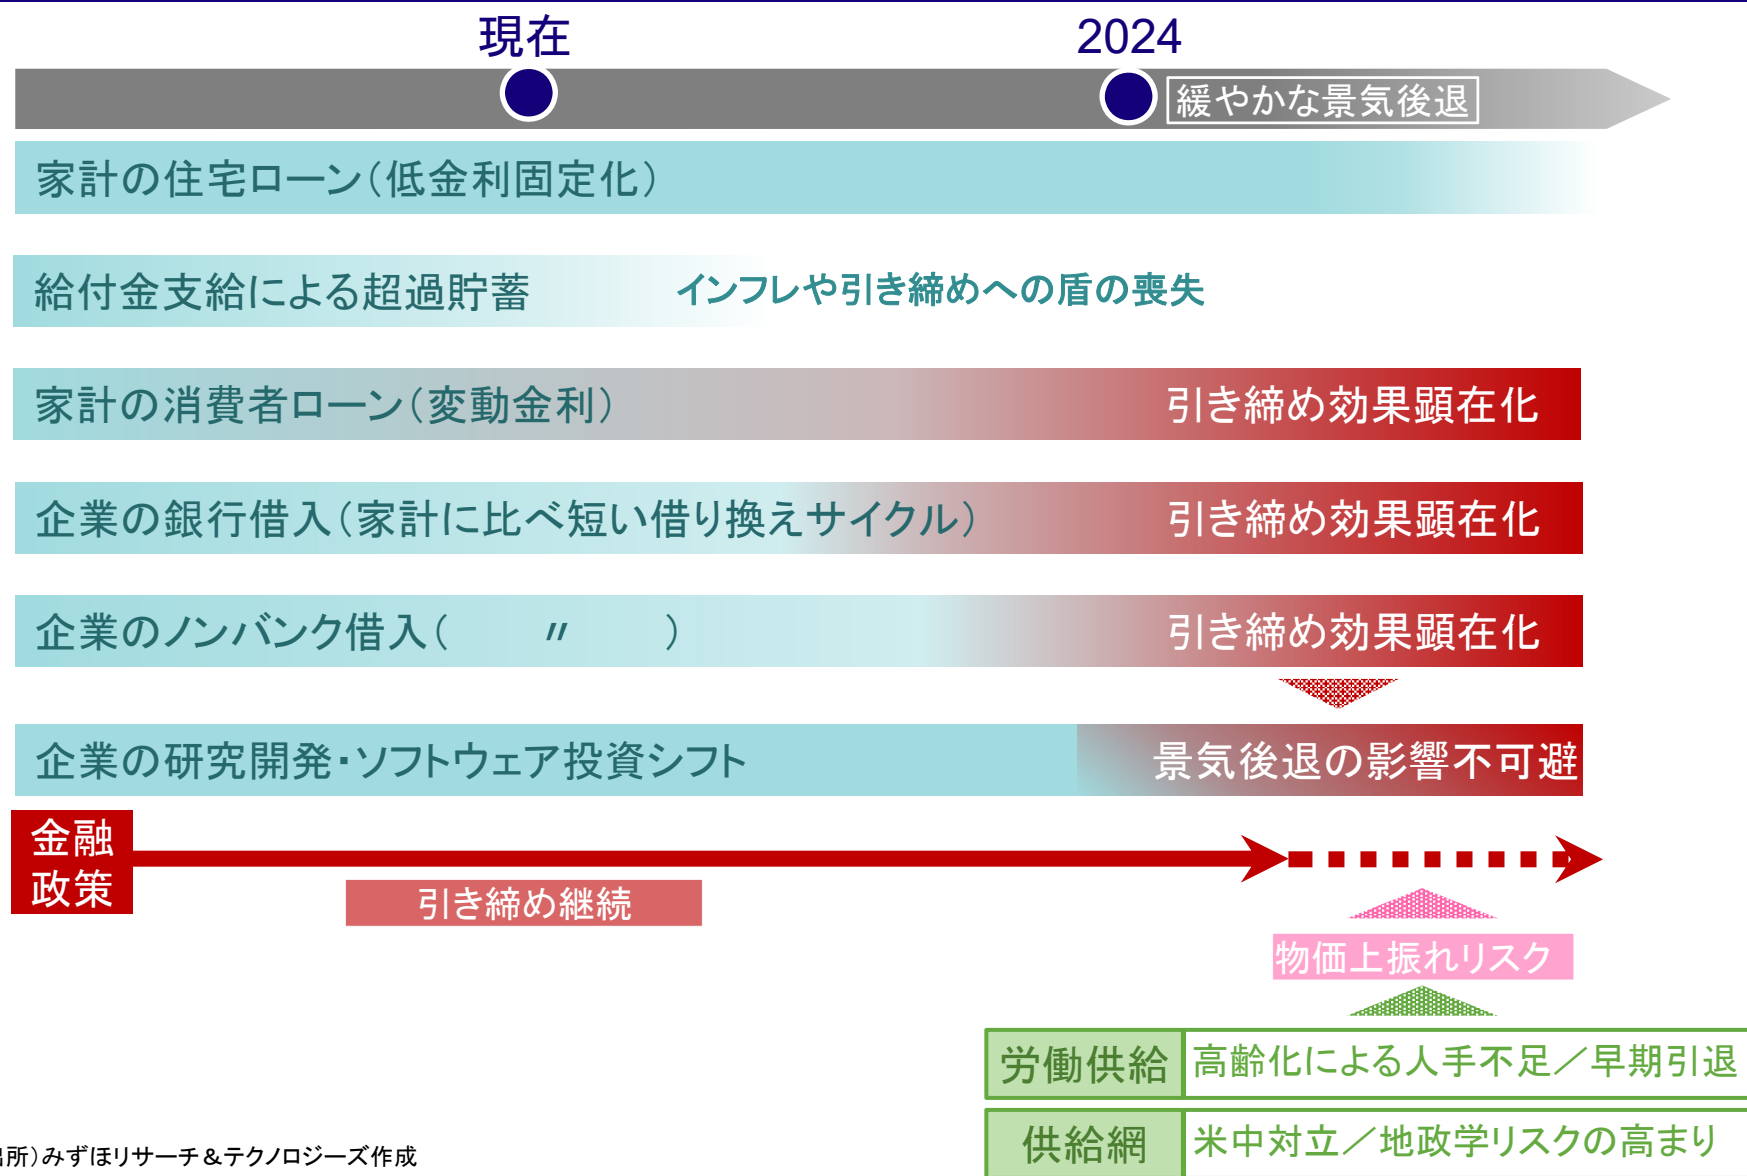 現在
2024
緩やかな景気後退
家計の住宅ローン（低金利固定化）
給付金支給による超過貯蓄
インフレや引き締めへの盾の喪失
家計の消費者ローン（変動金利）
引き締め効果顕在化
企業の銀行借入（家計に比べ短い借り換えサイクル）
引き締め効果顕在化
企業のノンバンク借入（　　〃　　）
引き締め効果顕在化
企業の研究開発・ソフトウェア投資シフト
景気後退の影響不可避
金融
政策
引き締め継続
物価上振れリスク
労働供給
高齢化による人手不足／早期引退
供給網
米中対立／地政学リスクの高まり
所）みずほリサーチ＆テクノロジーズ作成